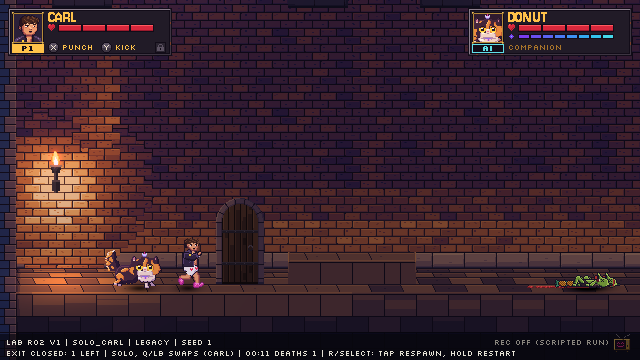 CARL
P1
X PUNCH Y KICK
DONUT
AI
COMPANION
LAB R02 V1 | SOLO_CARL | LEGACY | SEED 1
REC OFF (SCRIPTED RUN)
EXIT CLOSED: 1 LEFT | SOLO, Q/LB SWAPS (CARL) | 00:11 DEATHS 1 | R/SELECT: TAP RESPAWN, HOLD RESTART